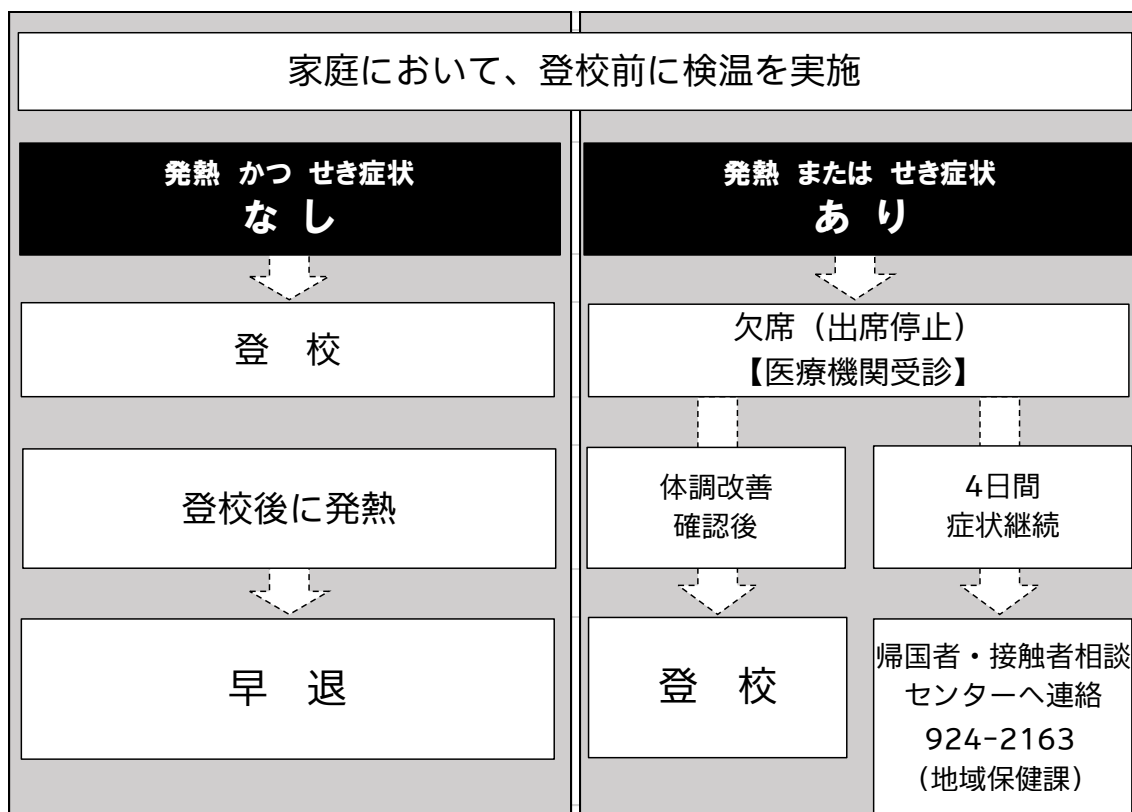 家庭において、登校前に検温を実施
発熱 かつ せき症状
なし
登 校
登校後に発熱
早 退
発熱 または せき症状
あり
欠席（出席停止）
【医療機関受診】
体調改善
確認後
登 校
4日間
症状継続
帰国者・接触者相談
センターへ連絡
924-2163
（地域保健課）